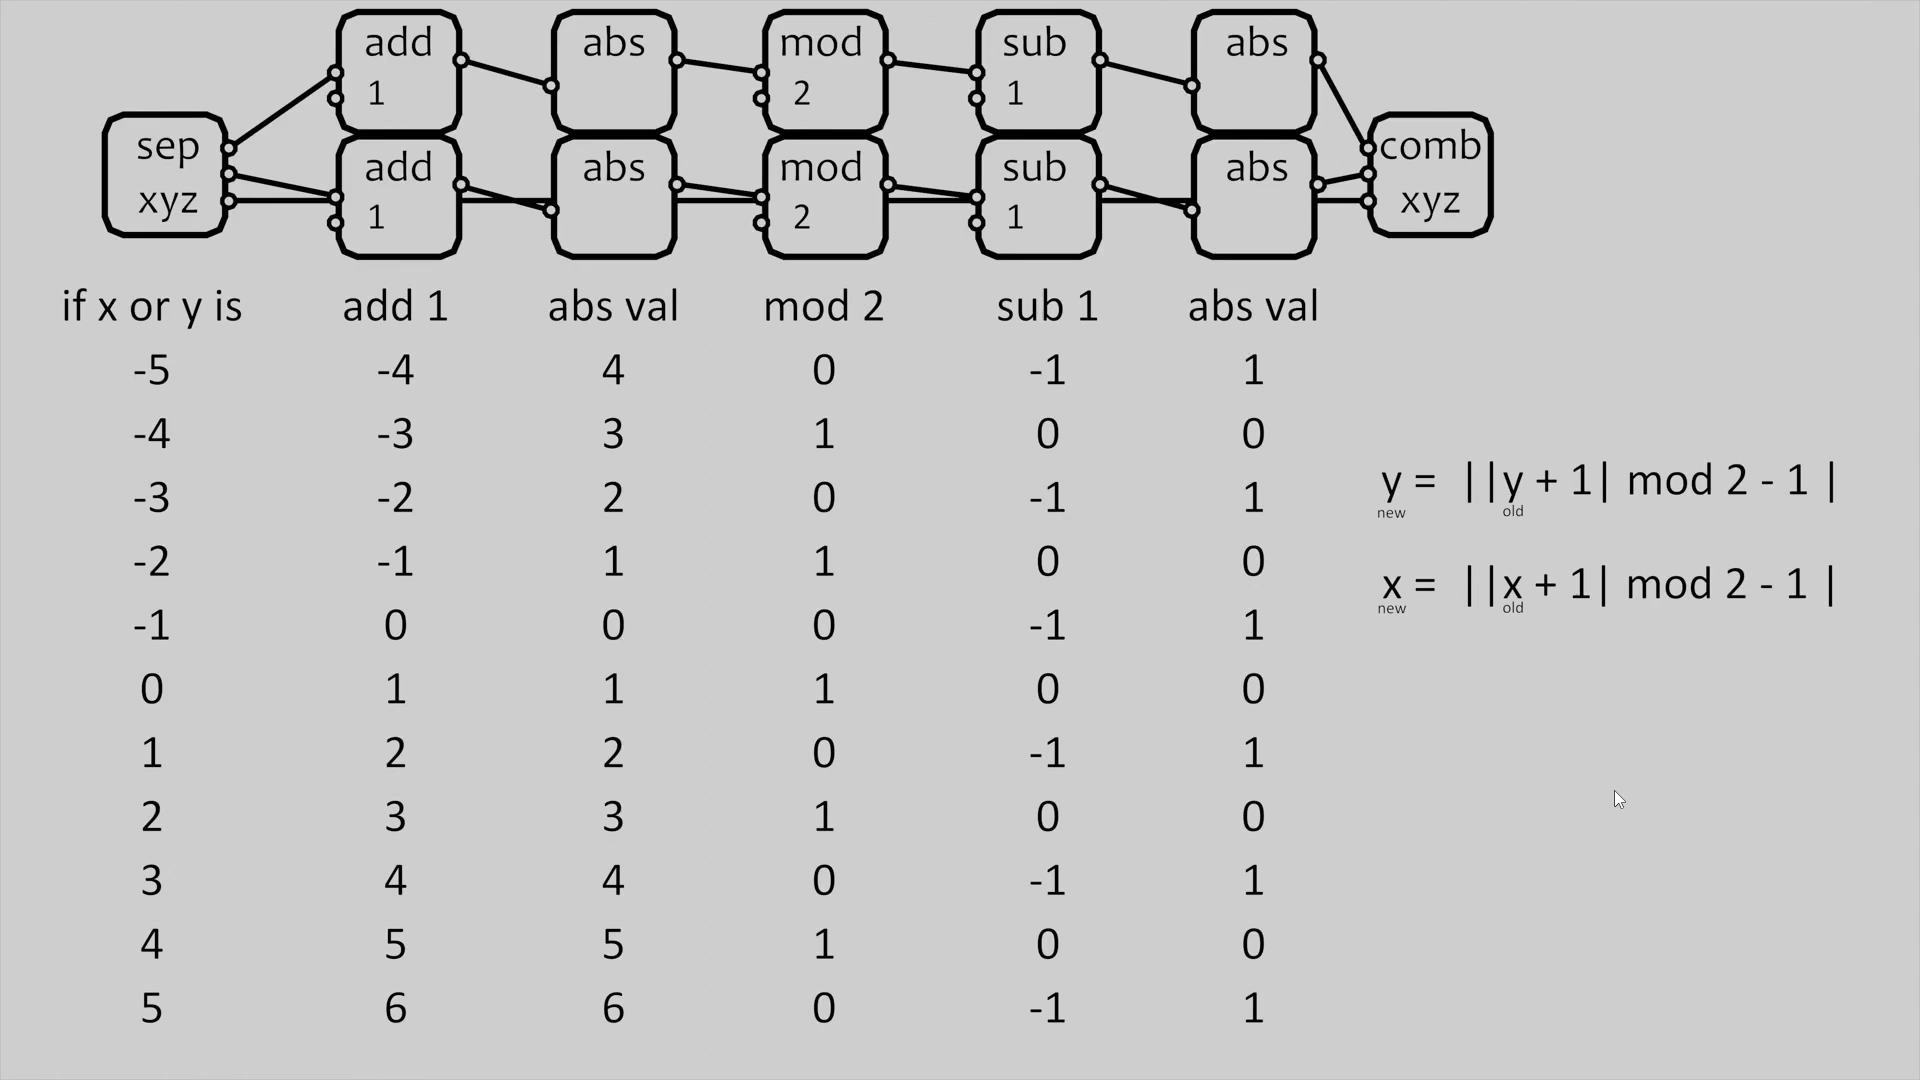 add abs mod sub abs
1 2 1
sep comb
xyz xyz
add abs mod sub abs
1 2 1
if x or y is add 1 abs val mod 2 sub 1 abs val
-5 -4 4 0 -1 1
-4 -3 3 1 0 0
-3 -2 2 0 -1 1
-2 -1 1 1 0 0
-1 0 0 0 -1 1
0 1 1 1 0 0
1 2 2 0 -1 1
2 3 3 1 0 0
3 4 4 0 -1 1
4 5 5 1 0 0
5 6 6 0 -1 1
y = ||y + 1| mod 2 - 1 |
new old
x = ||x + 1| mod 2 - 1 |
new old